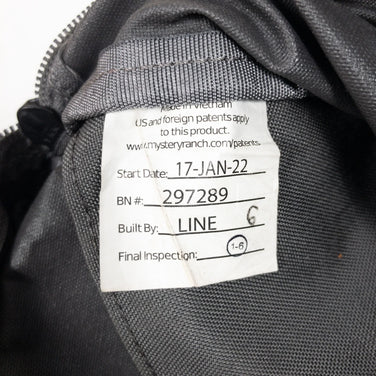 Made in Vietnam
US and foreign patents apply
to this product.
www.mysteryranch.com/patents.
Start Date: 17-JAN-22
BN #: 297289
Built By: LINE 6
Final Inspection: 1-6